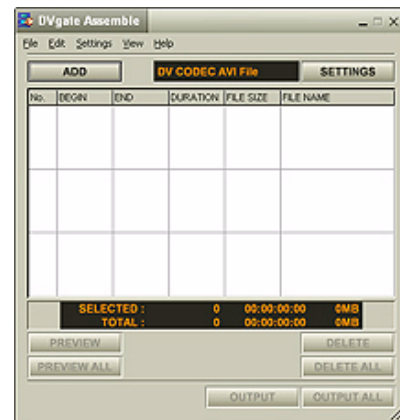 DVgate Assemble
File Edit Settings View Help
ADD DV CODEC AVI File SETTINGS
No. BEGIN END DURATION FILE SIZE FILE NAME
SELECTED : 0 00:00:00:00 0MB
TOTAL : 0 00:00:00:00 0MB
PREVIEW DELETE
PREVIEW ALL DELETE ALL
OUTPUT OUTPUT ALL